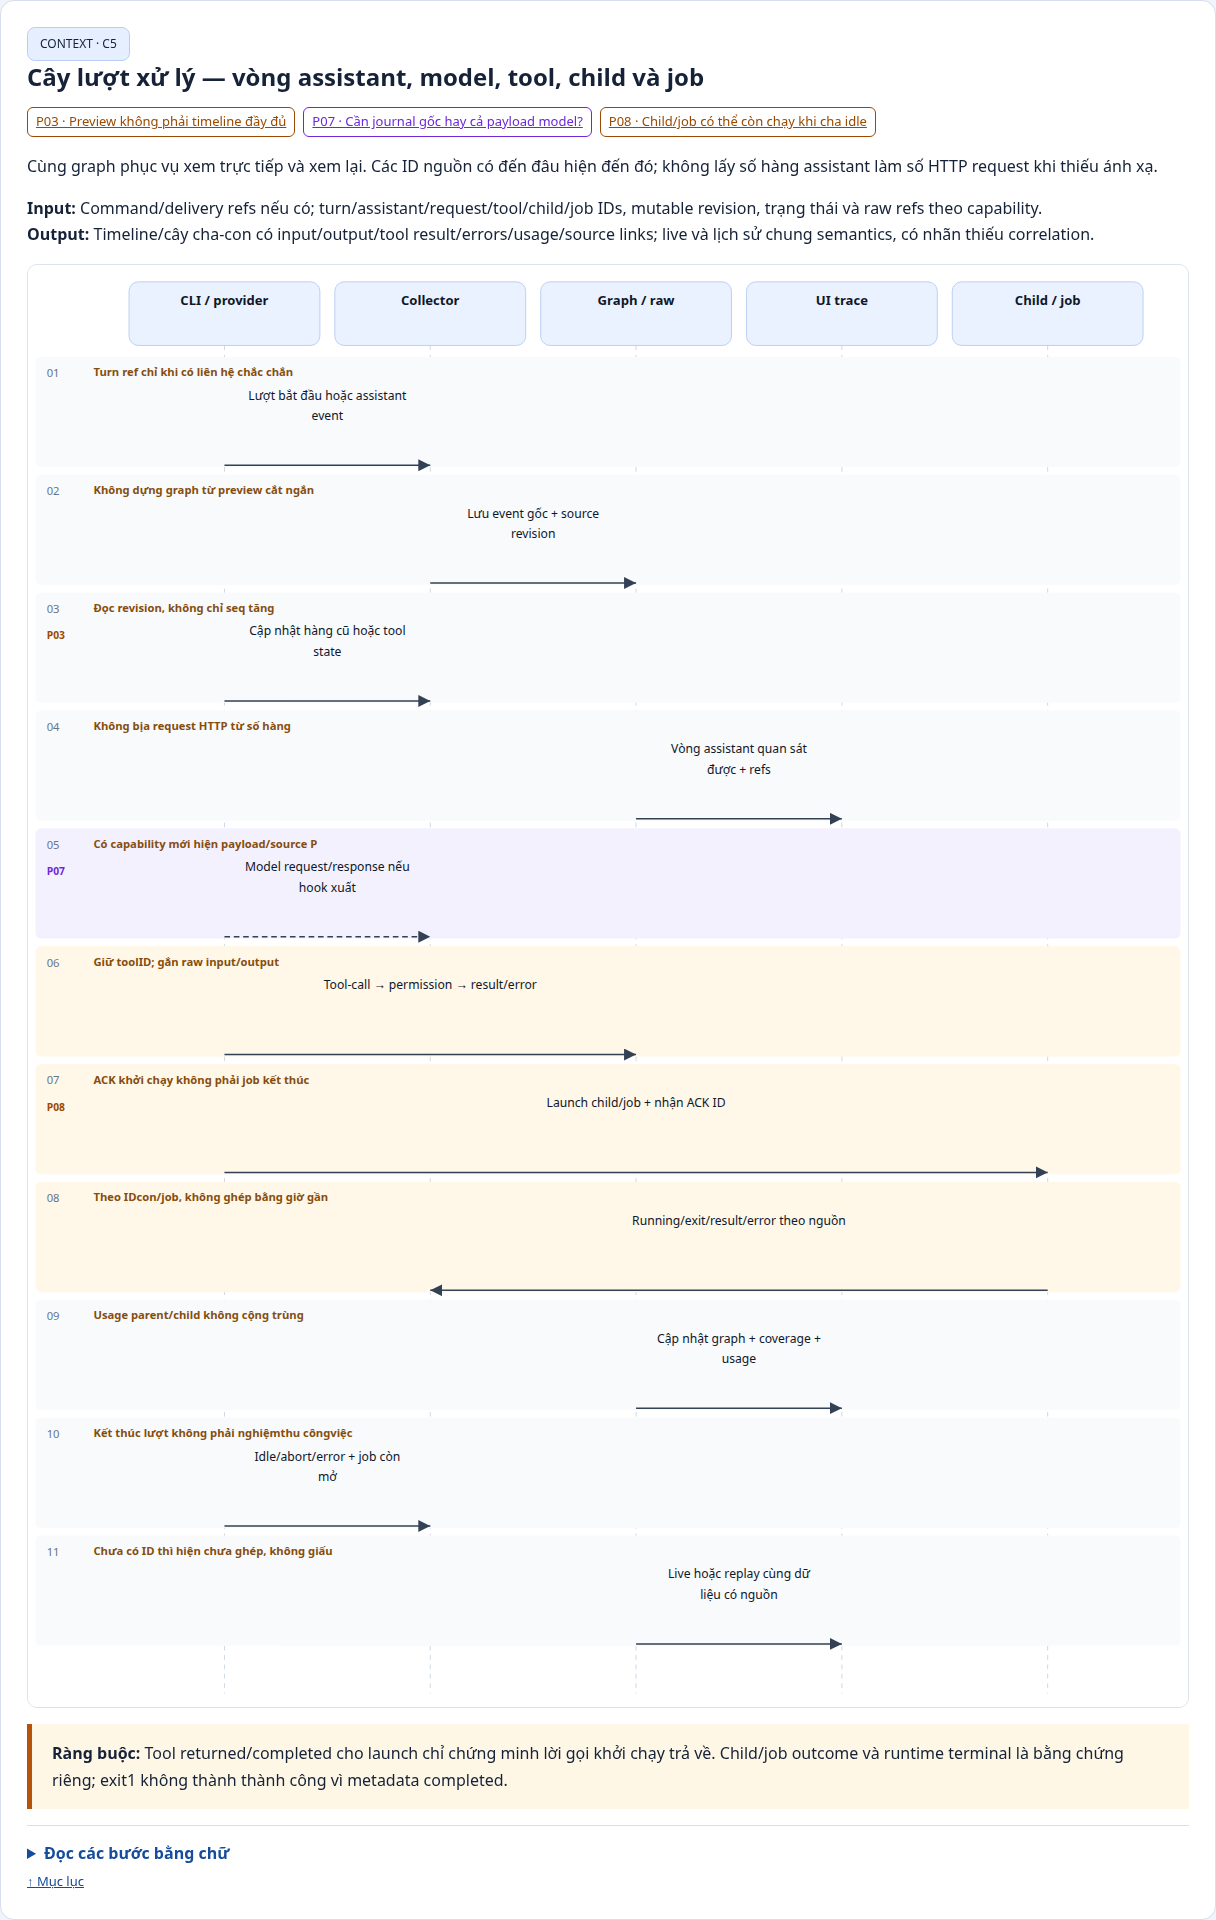 CONTEXT · C5
Cây lượt xử lý — vòng assistant, model, tool, child và job
P03 · Preview không phải timeline đầy đủ
P07 · Cần journal gốc hay cả payload model?
P08 · Child/job có thể còn chạy khi cha idle
Cùng graph phục vụ xem trực tiếp và xem lại. Các ID nguồn có đến đâu hiện đến đó; không lấy số hàng assistant làm số HTTP request khi thiếu ánh xạ.
Input: Command/delivery refs nếu có; turn/assistant/request/tool/child/job IDs, mutable revision, trạng thái và raw refs theo capability.
Output: Timeline/cây cha-con có input/output/tool result/errors/usage/source links; live và lịch sử chung semantics, có nhãn thiếu correlation.
CLI / provider
Collector
Graph / raw
UI trace
Child / job
01
Turn ref chỉ khi có liên hệ chắc chắn
Lượt bắt đầu hoặc assistant
event
02
Không dựng graph từ preview cắt ngắn
Lưu event gốc + source
revision
03
Đọc revision, không chỉ seq tăng
P03
Cập nhật hàng cũ hoặc tool
state
04
Không bịa request HTTP từ số hàng
Vòng assistant quan sát
được + refs
05
Có capability mới hiện payload/source P
P07
Model request/response nếu
hook xuất
06
Giữ toolID; gắn raw input/output
Tool-call → permission → result/error
07
ACK khởi chạy không phải job kết thúc
P08
Launch child/job + nhận ACK ID
08
Theo IDcon/job, không ghép bằng giờ gần
Running/exit/result/error theo nguồn
09
Usage parent/child không cộng trùng
Cập nhật graph + coverage +
usage
10
Kết thúc lượt không phải nghiệmthu côngviệc
Idle/abort/error + job còn
mở
11
Chưa có ID thì hiện chưa ghép, không giấu
Live hoặc replay cùng dữ
liệu có nguồn
Ràng buộc: Tool returned/completed cho launch chỉ chứng minh lời gọi khởi chạy trả về. Child/job outcome và runtime terminal là bằng chứng
riêng; exit1 không thành thành công vì metadata completed.
▶ Đọc các bước bằng chữ
↑ Mục lục